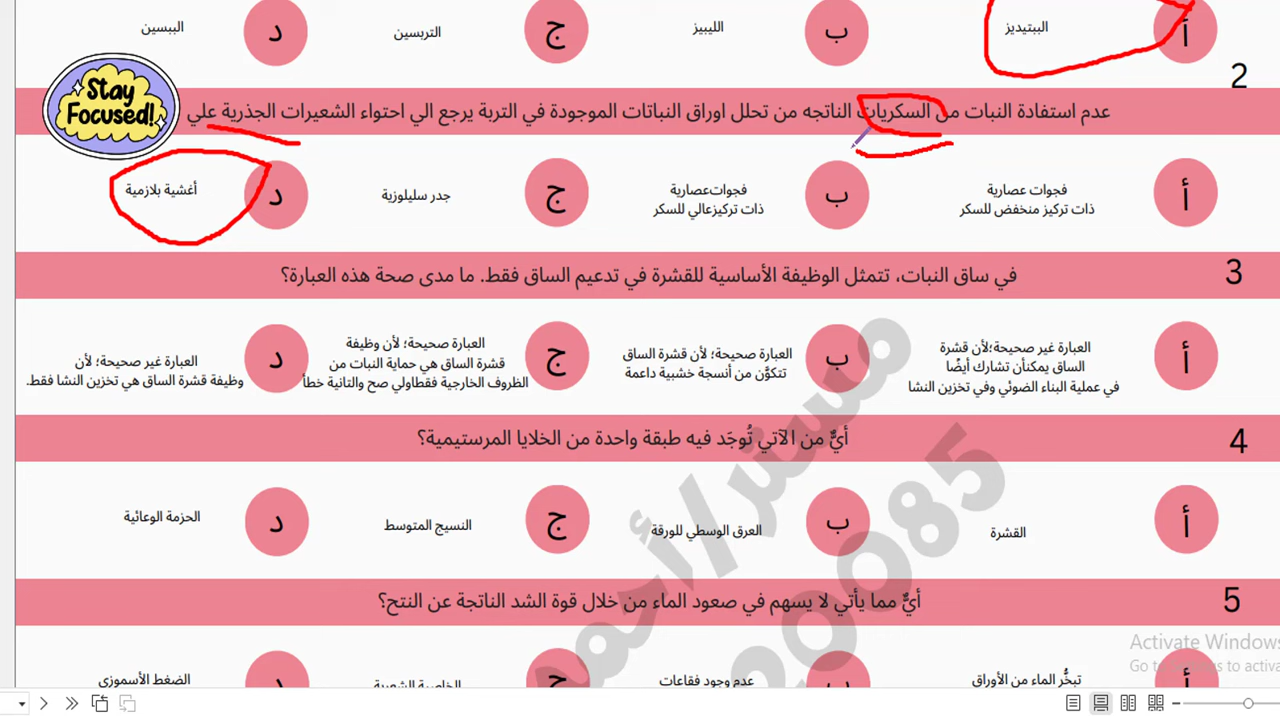 أ الببتيديز
ب الليبيز
ج التربسين
د الببسين
2
عدم استفادة النبات من السكريات الناتجه من تحلل اوراق النباتات الموجودة في التربة يرجع الي احتواء الشعيرات الجذرية علي
Stay
Focused!
أ فجوات عصارية
ذات تركيز منخفض للسكر
ب فجوات عصارية
ذات تركيزعالي للسكر
ج جدر سليلوزية
د أغشية بلازمية
3 في ساق النبات، تتمثل الوظيفة الأساسية للقشرة في تدعيم الساق فقط. ما مدى صحة هذه العبارة؟
أ العبارة غير صحيحة؛لأن قشرة
الساق يمكنأن تشارك أيضًا
في عملية البناء الضوئي وفي تخزين النشا
ب العبارة صحيحة؛ لأن قشرة الساق
تتكوَّن من أنسجة خشبية داعمة
ج العبارة صحيحة؛ لأن وظيفة
قشرة الساق هي حماية النبات من
الظروف الخارجية فقطاولي صح والتانية خطأ
د العبارة غير صحيحة؛ لأن
وظيفة قشرة الساق هي تخزين النشا فقط.
4 أيٌّ من الآتي تُوجَد فيه طبقة واحدة من الخلايا المرستيمية؟
أ القشرة
ب العرق الوسطي للورقة
ج النسيج المتوسط
د الحزمة الوعائية
5 أيٌّ مما يأتي لا يسهم في صعود الماء من خلال قوة الشد الناتجة عن النتح؟
أ تبخُّر الماء من الأوراق
ب عدم وجود فقاعات
ج الخاصية الشعرية
د الضغط الأسموزي
مستر/أحمد
20085
Activate Windows